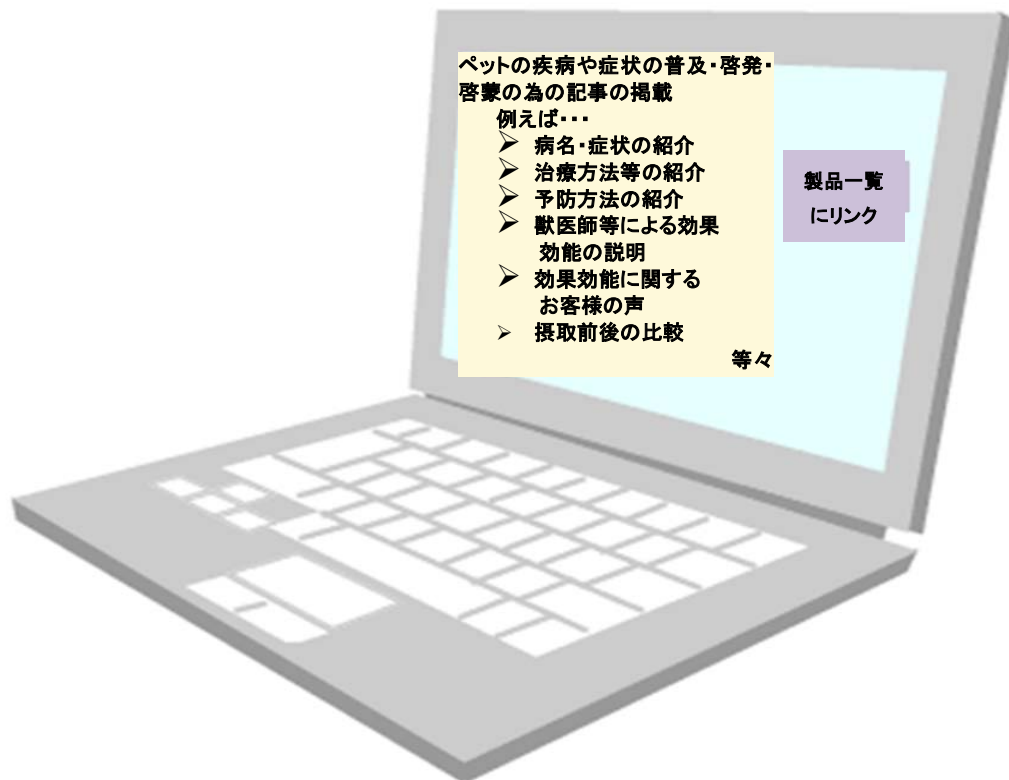 ペットの疾病や症状の普及・啓発・
啓蒙の為の記事の掲載
例えば・・・
➢ 病名・症状の紹介
➢ 治療方法等の紹介
➢ 予防方法の紹介
➢ 獣医師等による効果
効能の説明
➢ 効果効能に関する
お客様の声
➢ 摂取前後の比較
等々
製品一覧
にリンク